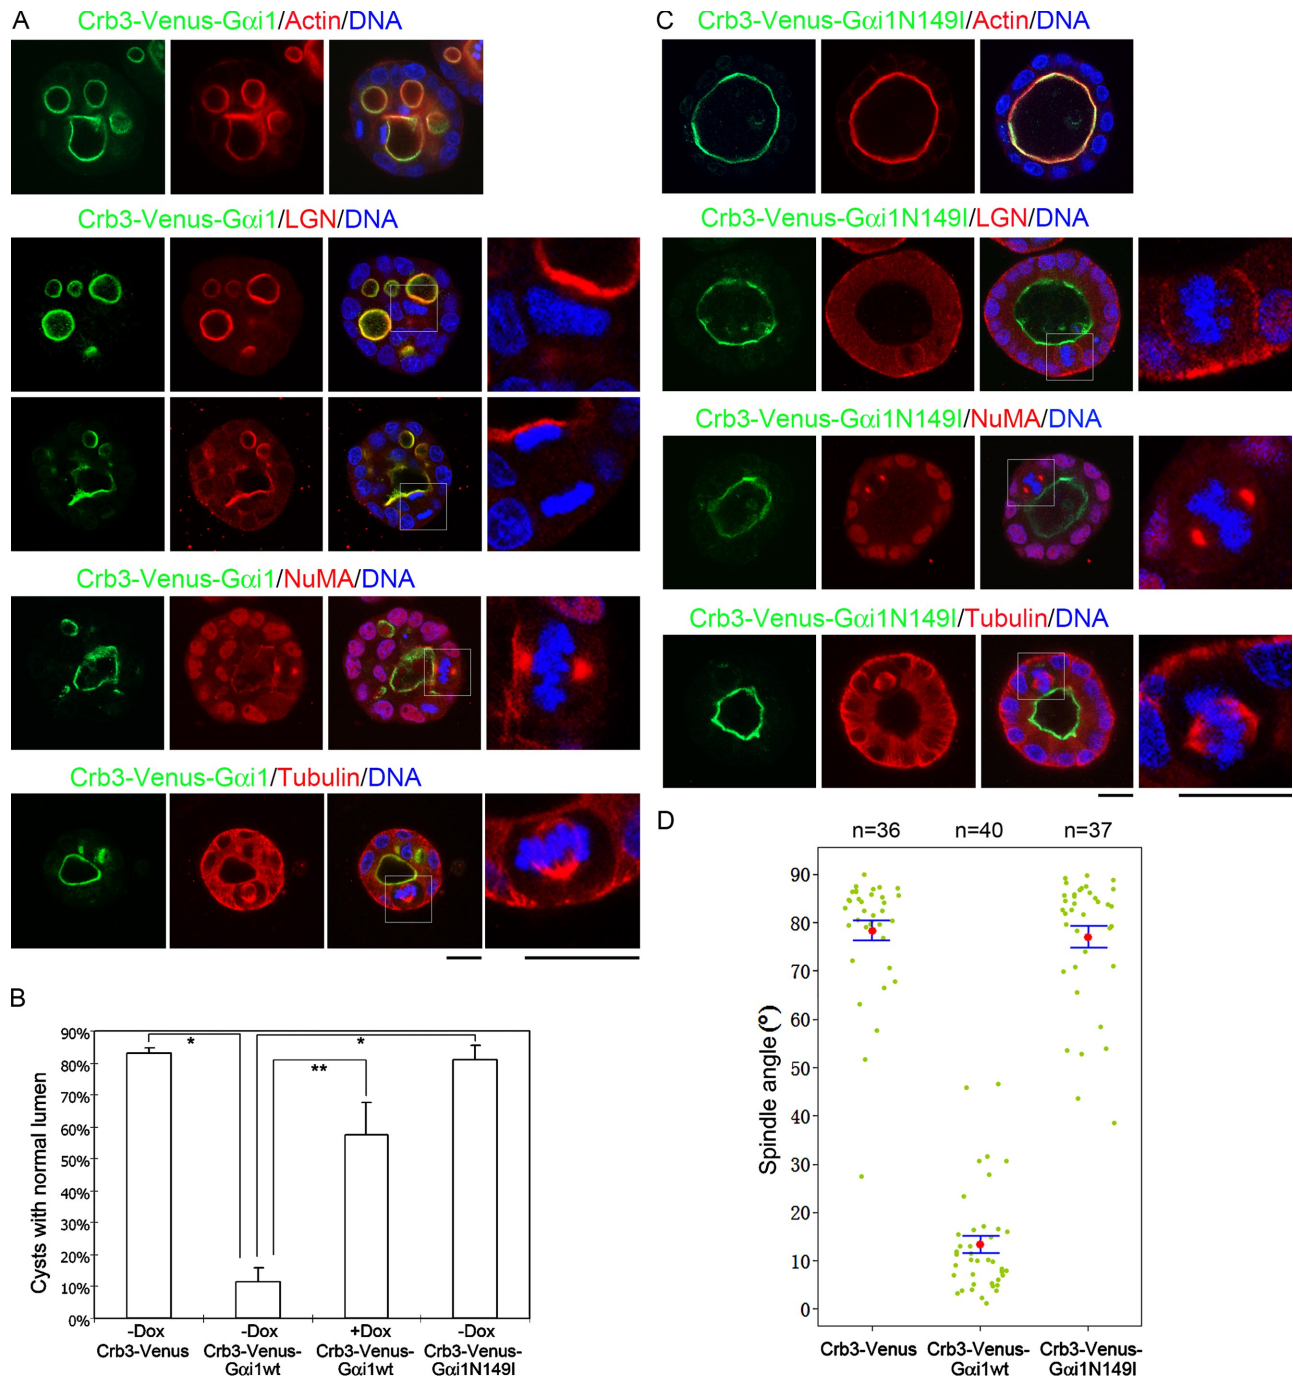 A
Crb3-Venus-Gαi1/Actin/DNA
Crb3-Venus-Gαi1/LGN/DNA
Crb3-Venus-Gαi1/NuMA/DNA
Crb3-Venus-Gαi1/Tubulin/DNA
B
Cysts with normal lumen
90%
80%
70%
60%
50%
40%
30%
20%
10%
0%
*
**
*
-Dox
Crb3-Venus
-Dox
Crb3-Venus-
Gαi1wt
+Dox
Crb3-Venus-
Gαi1wt
-Dox
Crb3-Venus-
Gαi1N149I
C
Crb3-Venus-Gαi1N149I/Actin/DNA
Crb3-Venus-Gαi1N149I/LGN/DNA
Crb3-Venus-Gαi1N149I/NuMA/DNA
Crb3-Venus-Gαi1N149I/Tubulin/DNA
D
n=36 n=40 n=37
Spindle angle(°)
90
80
70
60
50
40
30
20
10
0
Crb3-Venus
Crb3-Venus-
Gαi1wt
Crb3-Venus-
Gαi1N149I